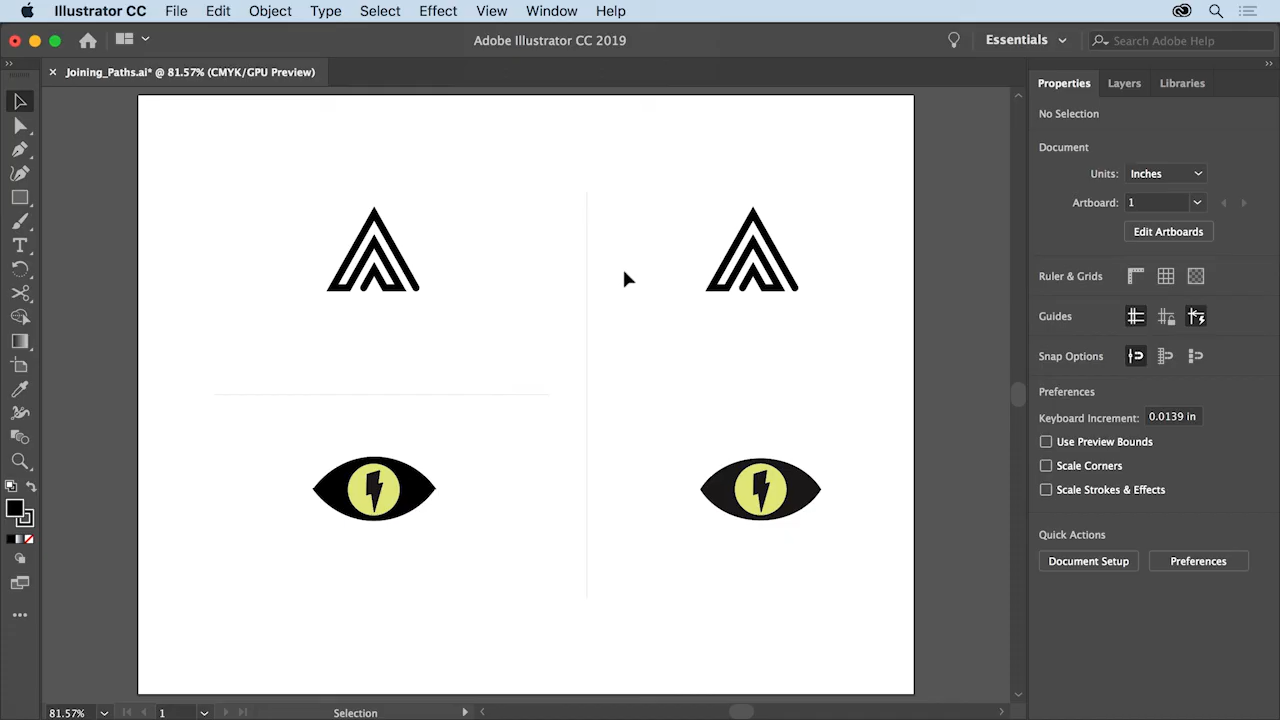 Illustrator CC File Edit Object Type Select Effect View Window Help
Adobe Illustrator CC 2019
Essentials
Search Adobe Help
× Joining_Paths.ai* @ 81.57% (CMYK/GPU Preview)
Properties Layers Libraries
No Selection
Document
Units: Inches
Artboard: 1
Edit Artboards
Ruler & Grids
Guides
Snap Options
Preferences
Keyboard Increment: 0.0139 in
Use Preview Bounds
Scale Corners
Scale Strokes & Effects
Quick Actions
Document Setup Preferences
81.57% 1 Selection